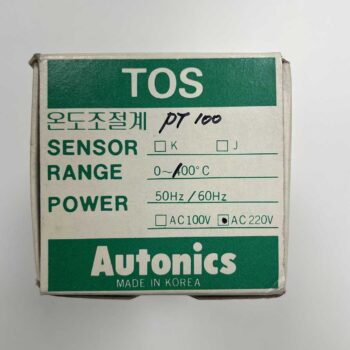 TOS
온도조절계 PT 100
SENSOR □ K □ J
RANGE 0~100°C
POWER 50Hz/60Hz
□ AC100V ☑ AC220V
Autonics
MADE IN KOREA